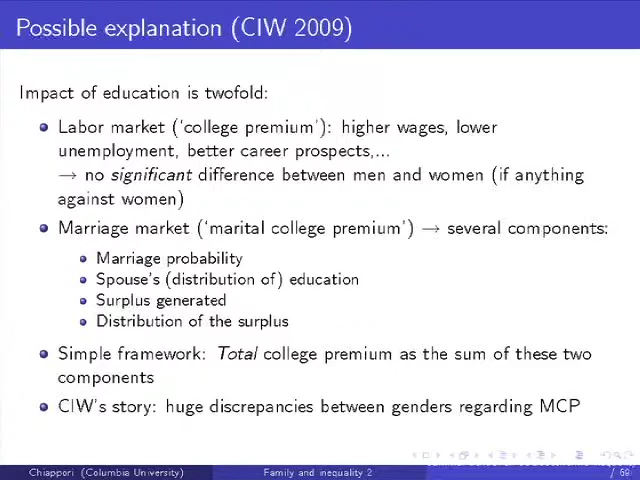 Possible explanation (CIW 2009)
Impact of education is twofold:
Labor market ('college premium'): higher wages, lower
unemployment, better career prospects,...
→ no significant difference between men and women (if anything
against women)
Marriage market ('marital college premium') → several components:
Marriage probability
Spouse's (distribution of) education
Surplus generated
Distribution of the surplus
Simple framework: Total college premium as the sum of these two
components
CIW's story: huge discrepancies between genders regarding MCP
Chiappori (Columbia University)
Family and inequality 2
/ 69